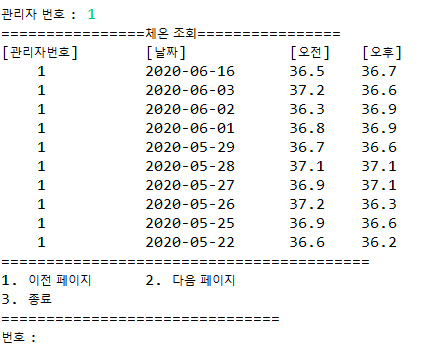 관리자 번호 : 1
================체온 조회================
[관리자번호] [날짜] [오전] [오후]
1 2020-06-16 36.5 36.7
1 2020-06-03 37.2 36.6
1 2020-06-02 36.3 36.9
1 2020-06-01 36.8 36.9
1 2020-05-29 36.7 36.6
1 2020-05-28 37.1 37.1
1 2020-05-27 36.9 37.1
1 2020-05-26 37.2 36.3
1 2020-05-25 36.9 36.6
1 2020-05-22 36.6 36.2
=========================================
1. 이전 페이지 2. 다음 페이지
3. 종료
===============================
번호 :